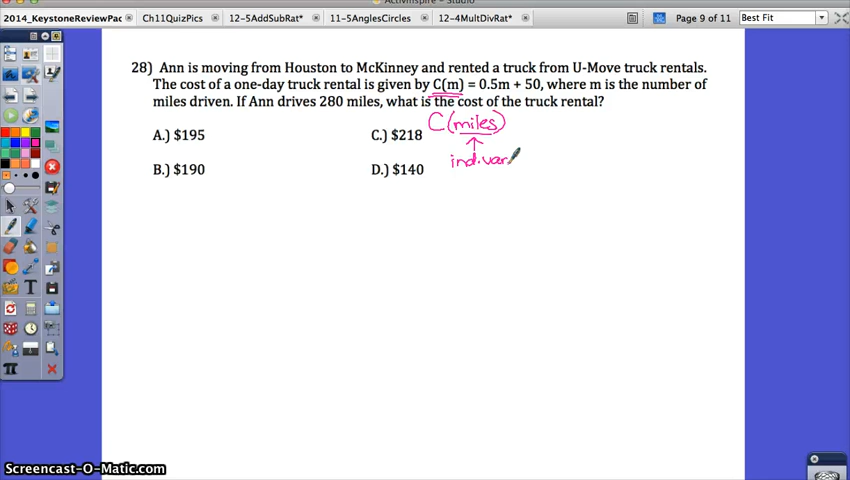 ActivInspire - Studio
2014_KeystoneReviewPac Ch11QuizPics 12-5AddSubRat* 11-5AnglesCircles 12-4MultDivRat* Page 9 of 11 Best Fit
28) Ann is moving from Houston to McKinney and rented a truck from U-Move truck rentals.
The cost of a one-day truck rental is given by C(m) = 0.5m + 50, where m is the number of
miles driven. If Ann drives 280 miles, what is the cost of the truck rental?
C(miles)
A.) $195 C.) $218
ind.var
B.) $190 D.) $140
Screencast-O-Matic.com